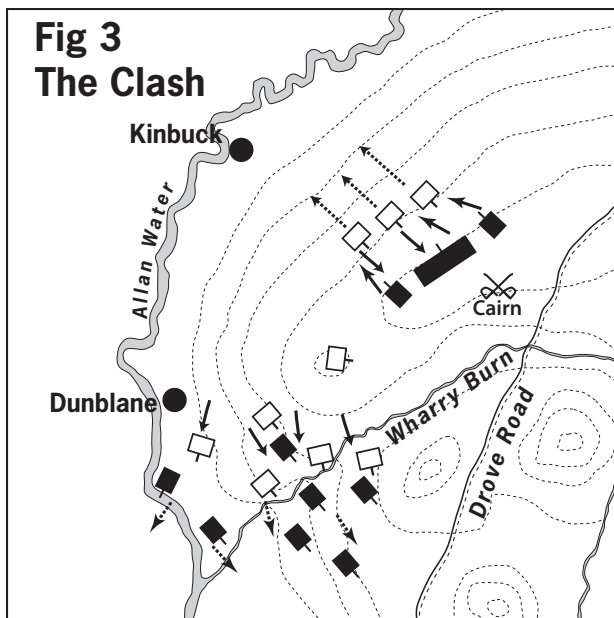 Fig 3
The Clash
Kinbuck
Allan Water
Cairn
Dunblane
Wharry Burn
Drove Road